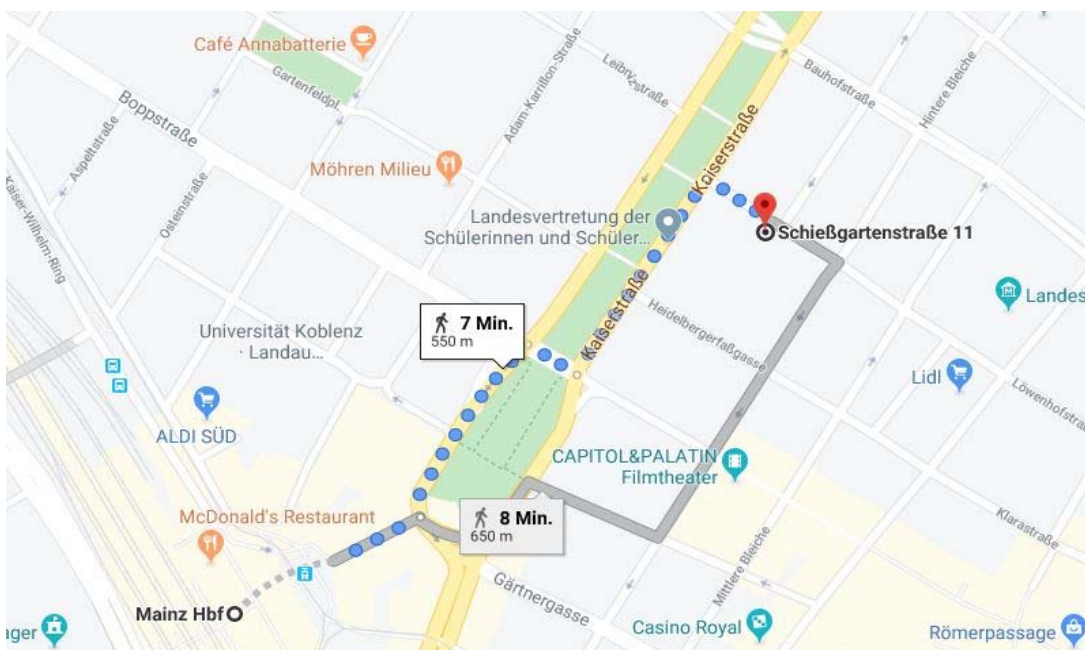 Café Annabatterie
Gartenfeldpl.
Boppstraße
Leibnizstraße
Bauhofstraße
Hintere Bleiche
Adam-Karrillon-Straße
Aspeltstraße
Möhren Milieu
Kaiserstraße
Osteinstraße
Kaiser-Wilhelm-Ring
Landesvertretung der
Schülerinnen und Schüler...
Schießgartenstraße 11
Landes
Kaiserstraße
Heidelbergerfaßgasse
7 Min.
550 m
Universität Koblenz
· Landau...
Lidl
Löwenhofstra
ALDI SÜD
CAPITOL&PALATIN
Filmtheater
McDonald's Restaurant
8 Min.
650 m
Klarastraße
Mittlere Bleiche
Gärtnergasse
Mainz Hbf
ager
Casino Royal
Römerpassage